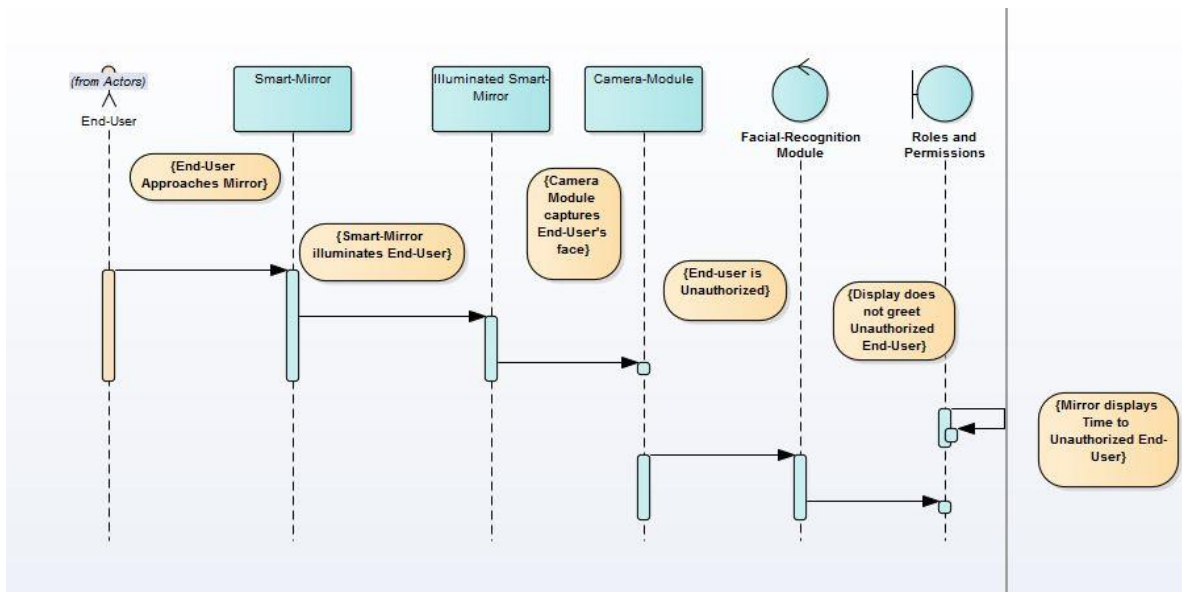 (from Actors)
End-User
Smart-Mirror
Illuminated Smart-
Mirror
Camera-Module
Facial-Recognition
Module
Roles and
Permissions
{End-User
Approaches Mirror}
{Smart-Mirror
illuminates End-User}
{Camera
Module
captures
End-User's
face}
{End-user is
Unauthorized}
{Display does
not greet
Unauthorized
End-User}
{Mirror displays
Time to
Unauthorized End-
User}